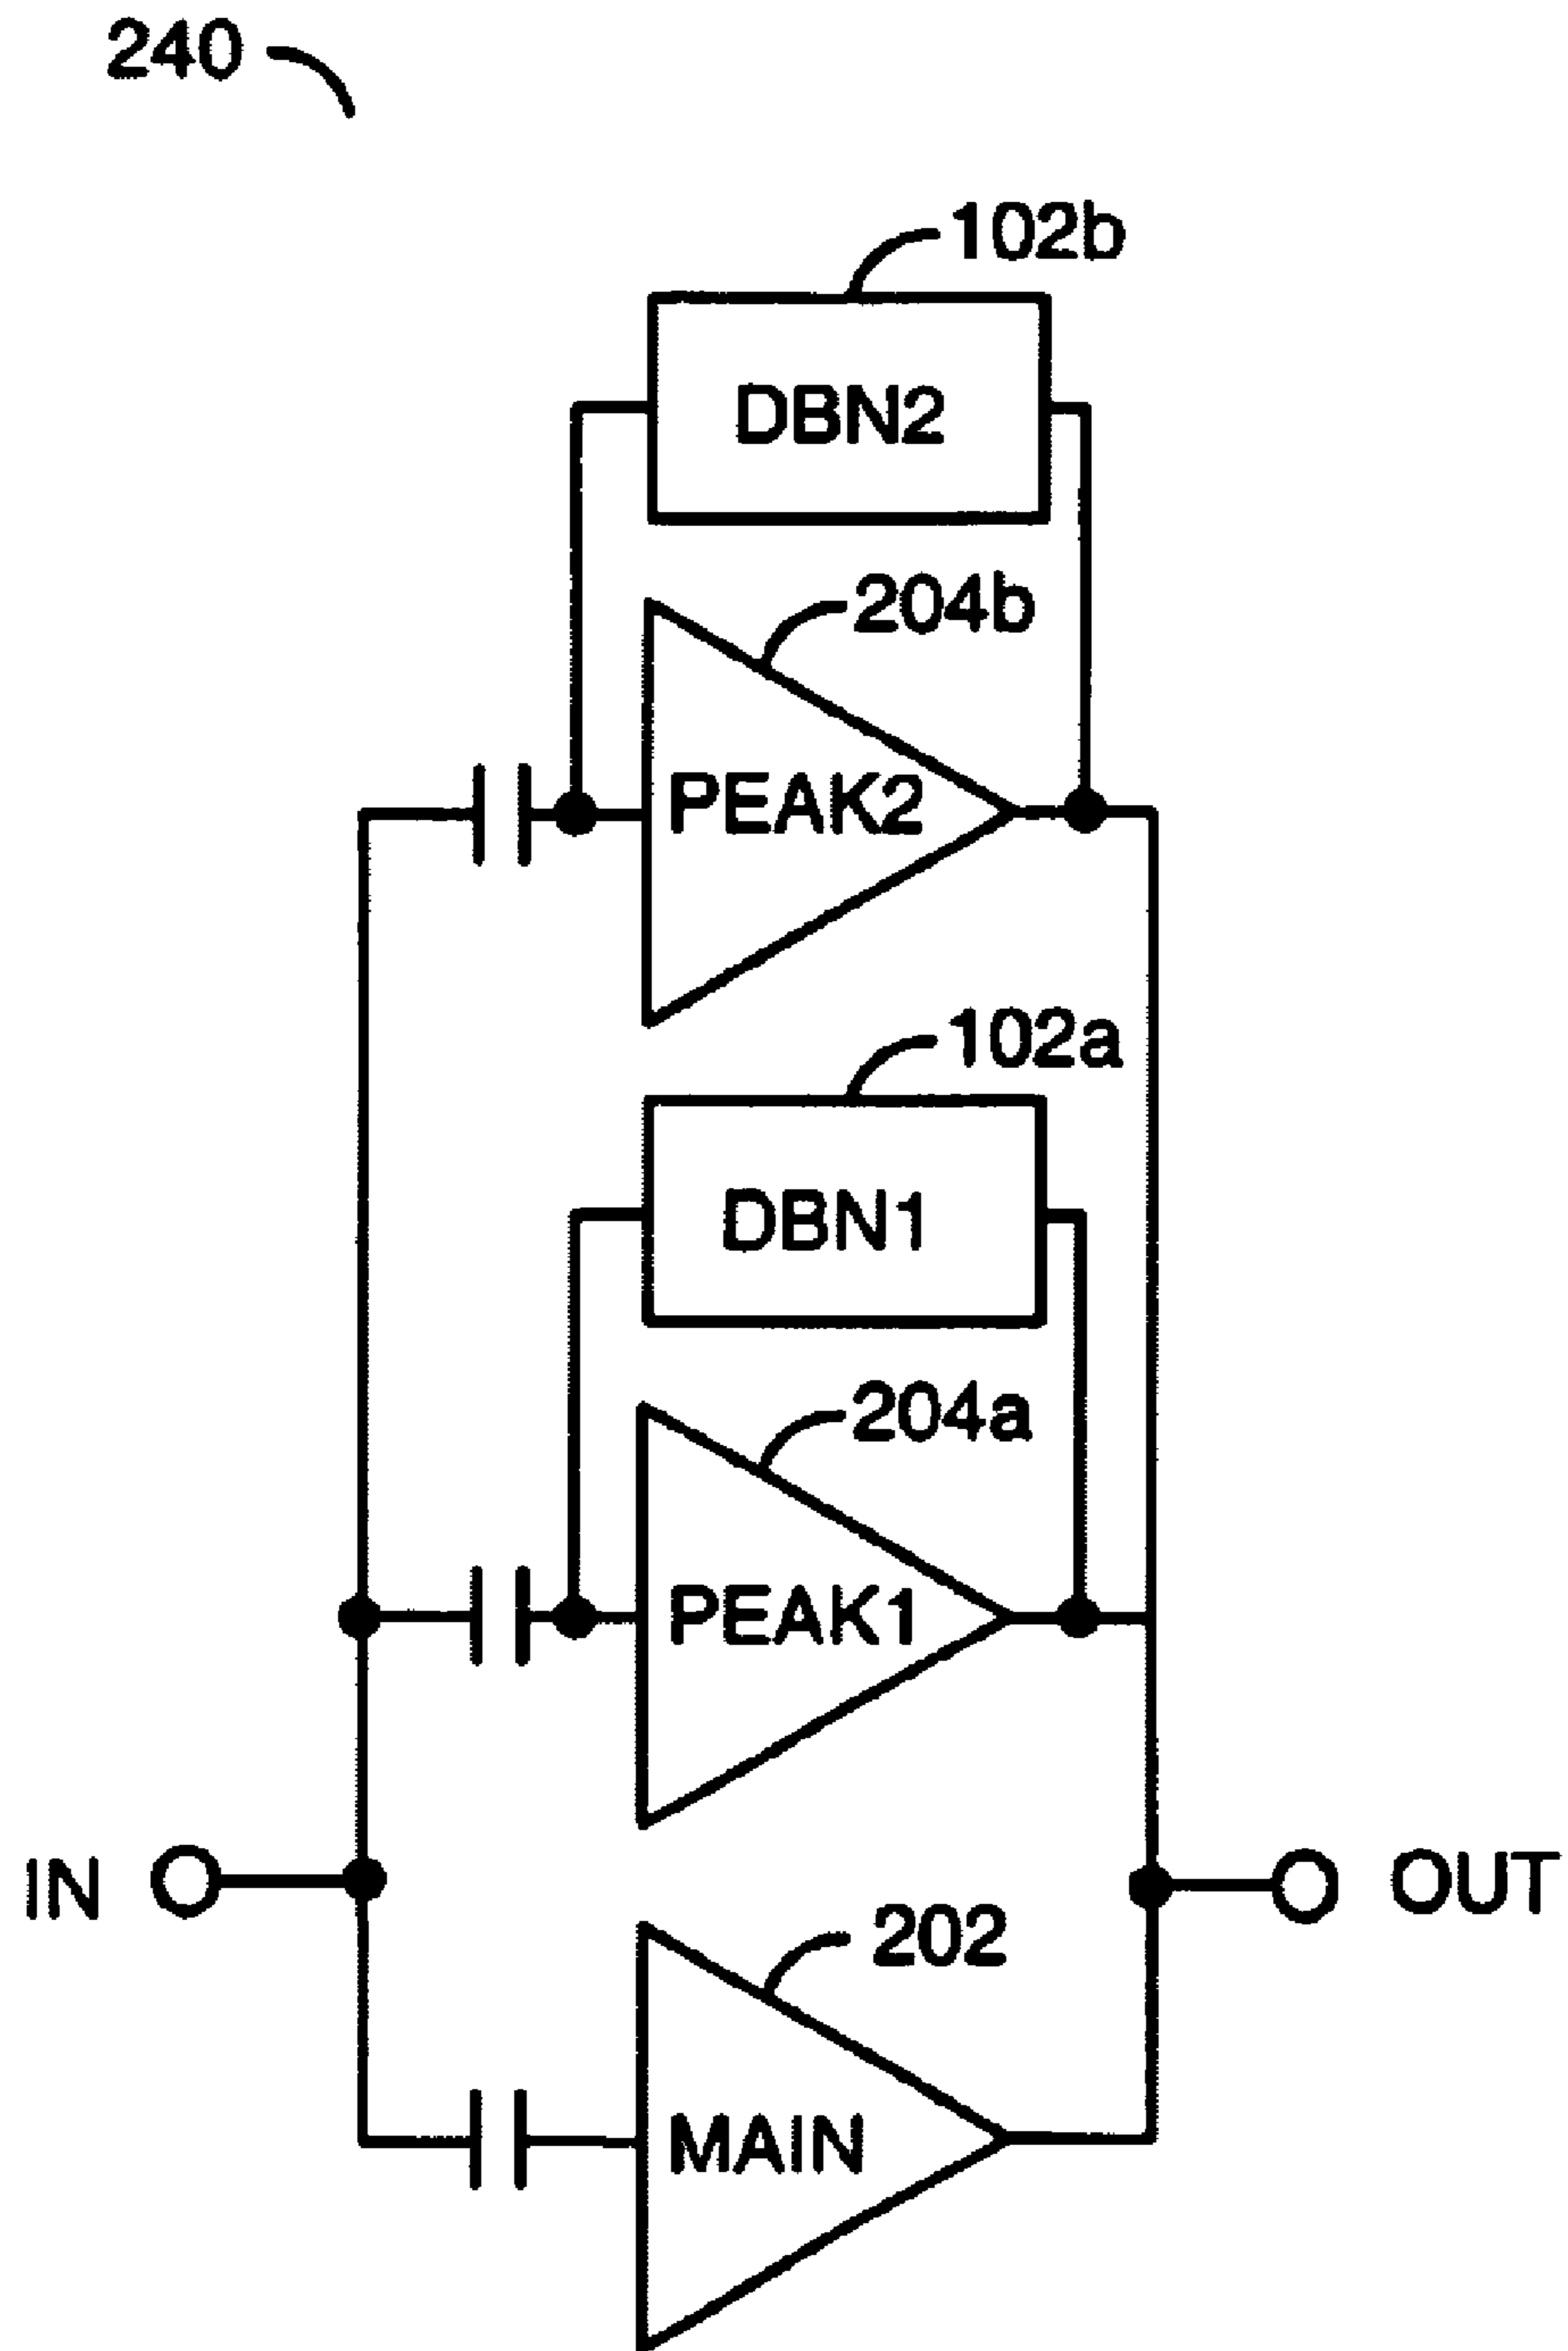 240
102b
DBN2
204b
PEAK2
102a
DBN1
204a
PEAK1
IN
OUT
202
MAIN